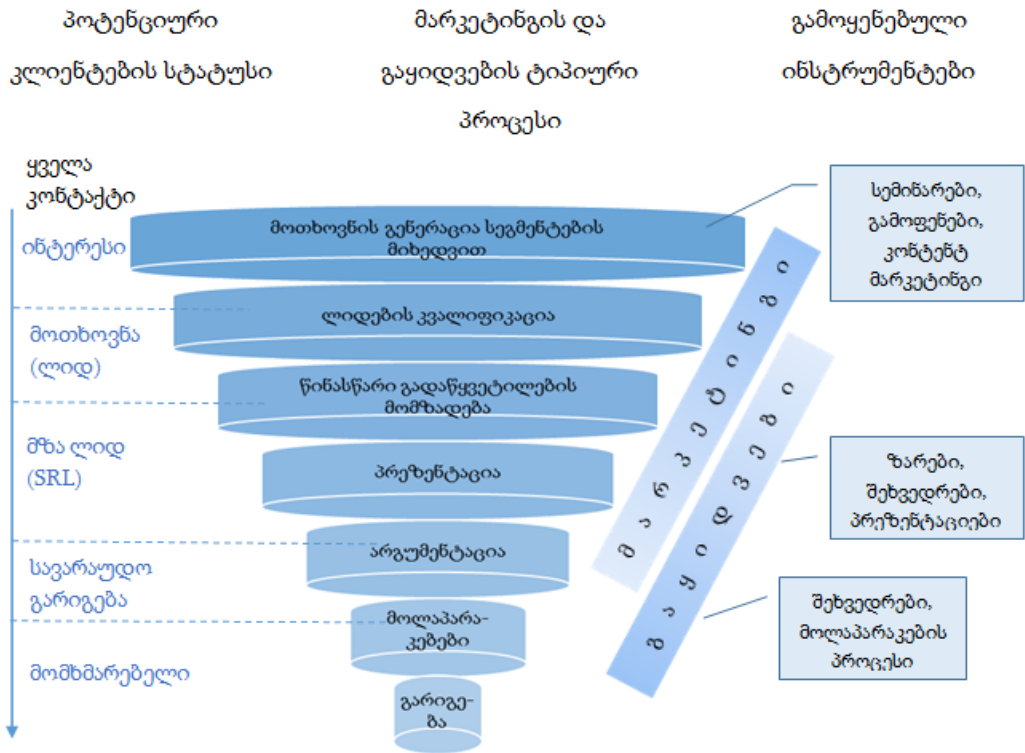 პოტენციური
კლიენტების სტატუსი
მარკეტინგის და
გაყიდვების ტიპიური
პროცესი
გამოყენებული
ინსტრუმენტები
ყველა
კონტაქტი
ინტერესი
მოთხოვნა
(ლიდ)
მზა ლიდ
(SRL)
სავარაუდო
გარიგება
მომხმარებელი
მოთხოვნის გენერაცია სეგმენტების
მიხედვით
ლიდების კვალიფიკაცია
წინასწარი გადაწყვეტილების
მომზადება
პრეზენტაცია
არგუმენტაცია
მოლაპარა-
კებები
გარიგე-
ბა
მარკეტინგი
გაყიდვები
სემინარები,
გამოფენები,
კონტენტ
მარკეტინგი
ზარები,
შეხვედრები,
პრეზენტაციები
შეხვედრები,
მოლაპარაკების
პროცესი